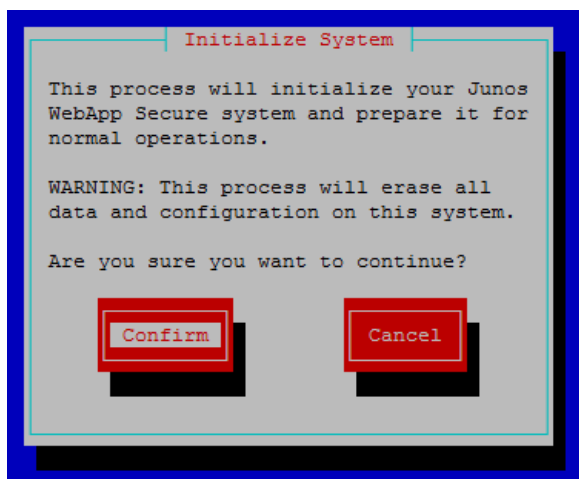 Initialize System
This process will initialize your Junos
WebApp Secure system and prepare it for
normal operations.
WARNING: This process will erase all
data and configuration on this system.
Are you sure you want to continue?
Confirm
Cancel